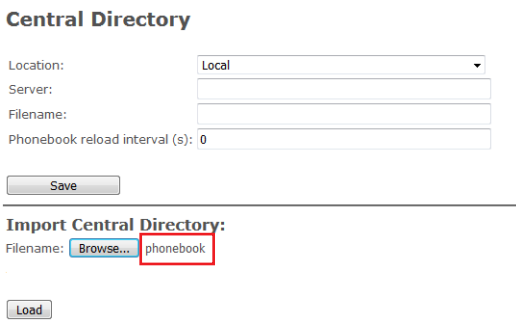 Central Directory
Location: Local
Server:
Filename:
Phonebook reload interval (s): 0
Save
Import Central Directory:
Filename: Browse... phonebook
Load